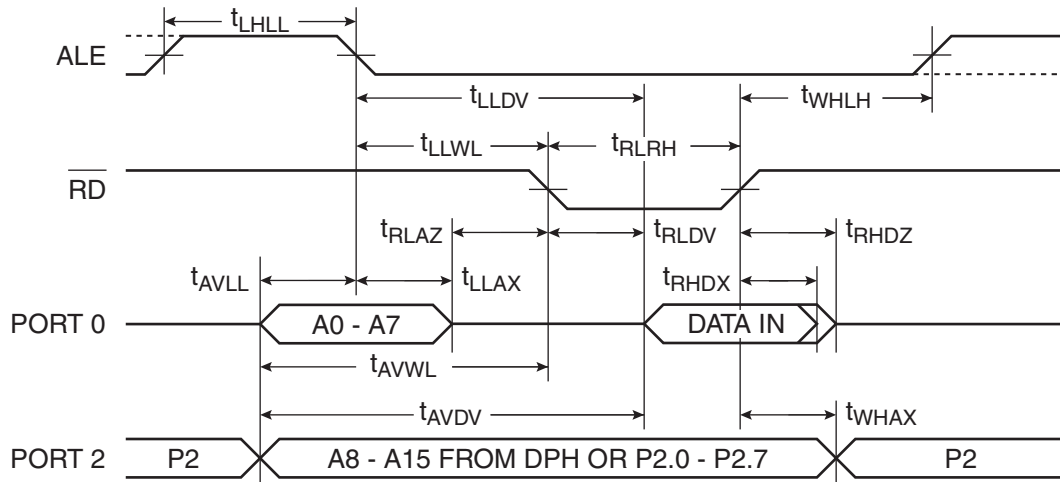 tLHLL
ALE
tLLDV
tWHLH
tLLWL
tRLRH
RD
tRLAZ
tRLDV
tRHDZ
tAVLL
tLLAX
tRHDX
PORT 0
A0 - A7
DATA IN
tAVWL
tAVDV
tWHAX
PORT 2
P2
A8 - A15 FROM DPH OR P2.0 - P2.7
P2